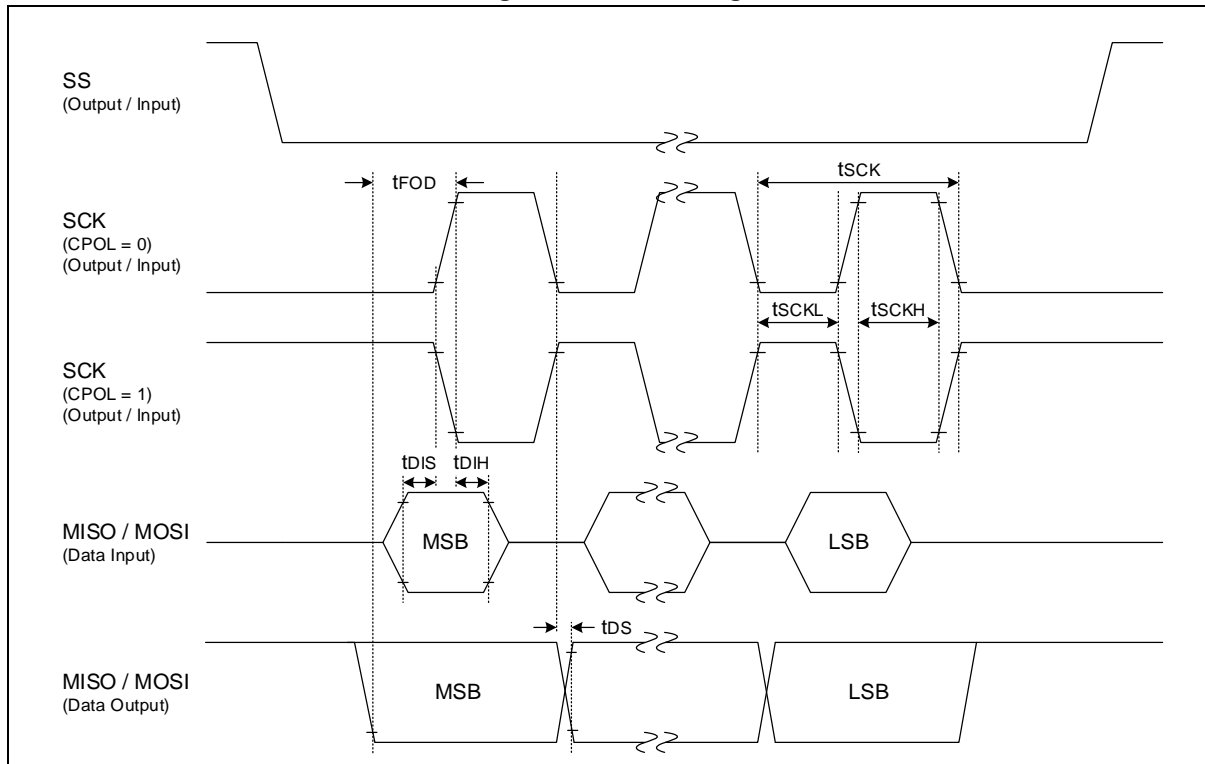 SS
(Output / Input)
tFOD
tSCK
SCK
(CPOL = 0)
(Output / Input)
tSCKL
tSCKH
SCK
(CPOL = 1)
(Output / Input)
tDIS
tDIH
MISO / MOSI
(Data Input)
MSB
LSB
tDS
MISO / MOSI
(Data Output)
MSB
LSB